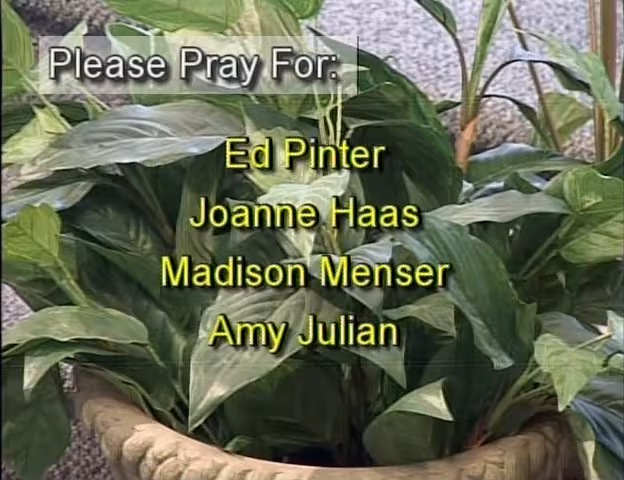 Please Pray For:
Ed Pinter
Joanne Haas
Madison Menser
Amy Julian